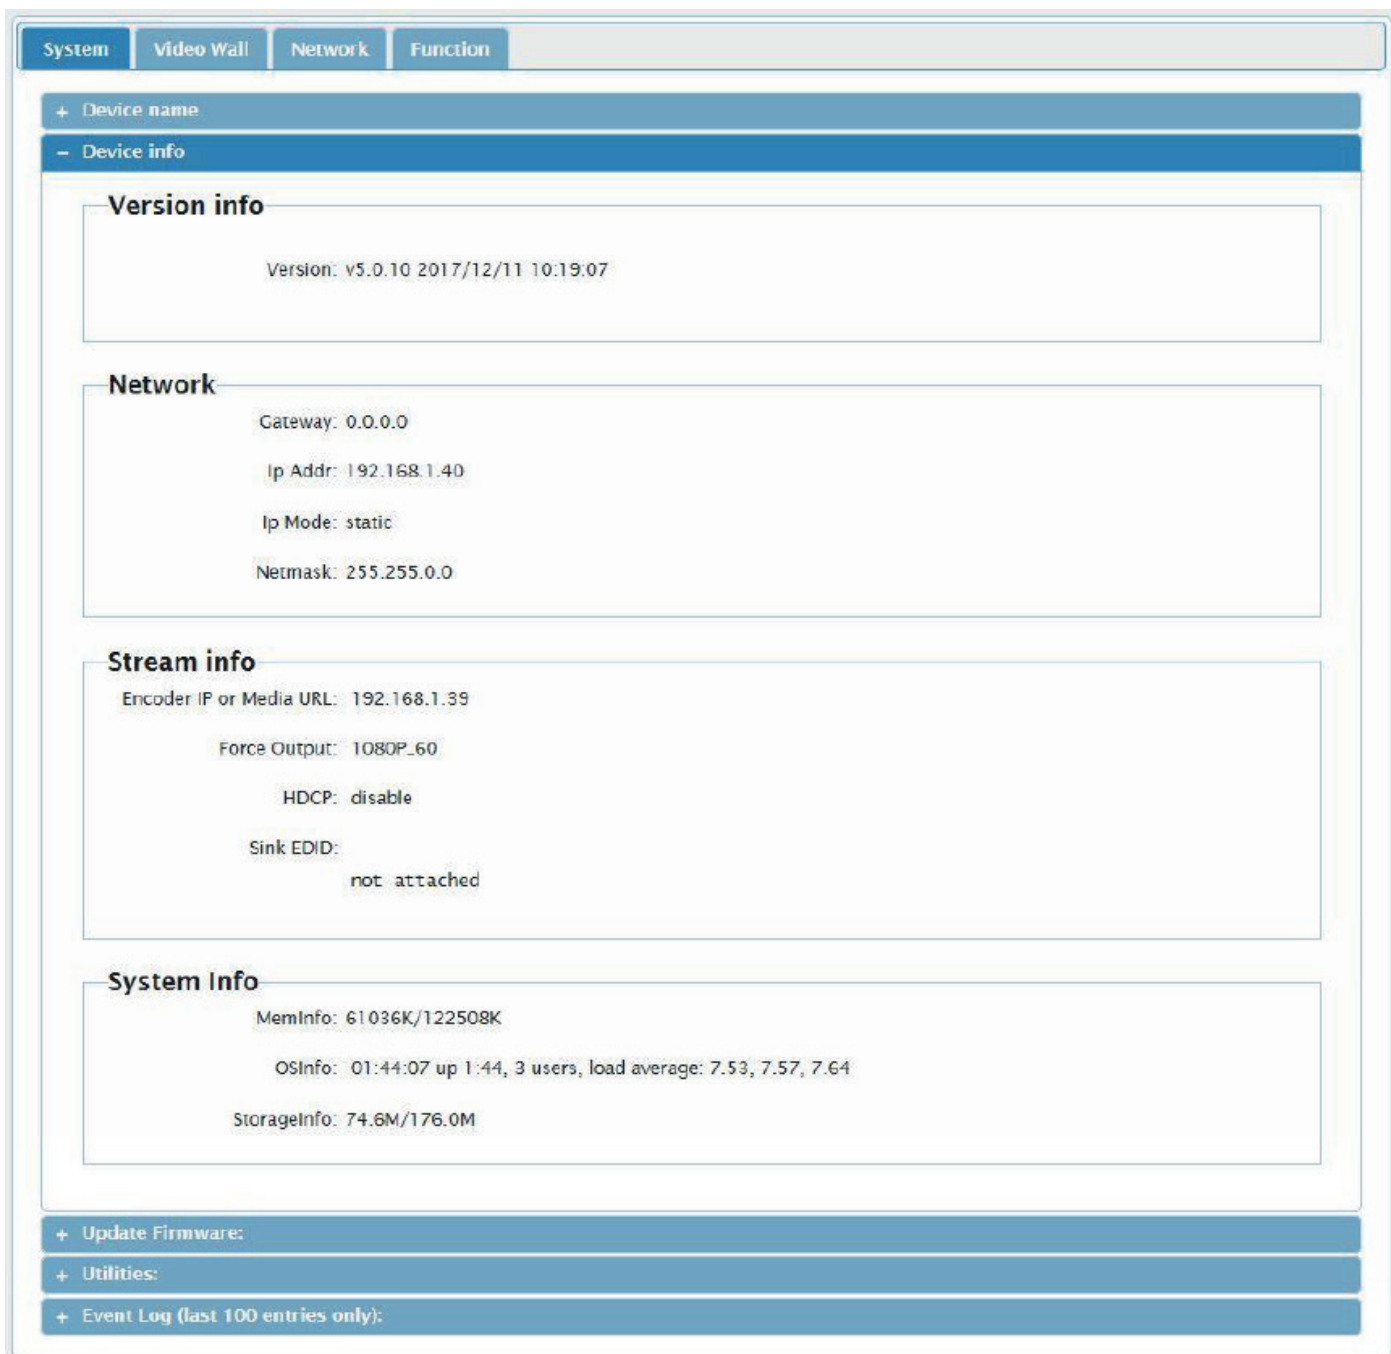 System Video Wall Network Function
+ Device name
– Device info
Version info
Version: v5.0.10 2017/12/11 10:19:07
Network
Gateway: 0.0.0.0
Ip Addr: 192.168.1.40
Ip Mode: static
Netmask: 255.255.0.0
Stream info
Encoder IP or Media URL: 192.168.1.39
Force Output: 1080P_60
HDCP: disable
Sink EDID:
not attached
System Info
MemInfo: 61036K/122508K
OSInfo: 01:44:07 up 1:44, 3 users, load average: 7.53, 7.57, 7.64
StorageInfo: 74.6M/176.0M
+ Update Firmware:
+ Utilities:
+ Event Log (last 100 entries only):